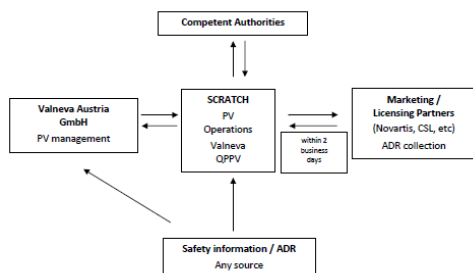 Competent Authorities
Valneva Austria
GmbH
PV management
SCRATCH
PV
Operations
Valneva
QPPV
within 2
business
days
Marketing /
Licensing Partners
(Novartis, CSL, etc)
ADR collection
Safety information / ADR
Any source